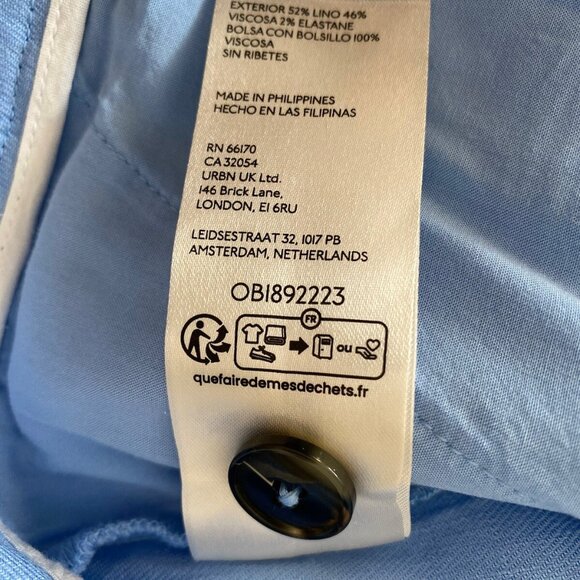 EXTERIOR 52% LINO 46%
VISCOSA 2% ELASTANE
BOLSA CON BOLSILLO 100%
VISCOSA
SIN RIBETES
MADE IN PHILIPPINES
HECHO EN LAS FILIPINAS
RN 66170
CA 32054
URBN UK Ltd.
146 Brick Lane,
LONDON, E1 6RU
LEIDSESTRAAT 32, 1017 PB
AMSTERDAM, NETHERLANDS
OB1892223
FR
ou
quefairedemesdechets.fr